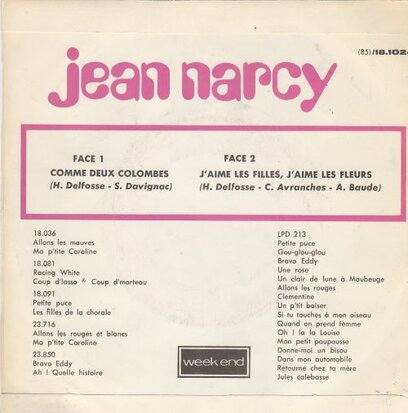 jean narcy
(85)/18.102
FACE 1
COMME DEUX COLOMBES
(H. Delfosse - S. Davignac)
FACE 2
J'AIME LES FILLES, J'AIME LES FLEURS
(H. Delfosse - C. Avranches - A. Baude)
18.036
Allons les mauves
Ma p'tite Caroline
18.081
Racing White
Coup d'lasso & Coup d'marteau
18.091
Petite puce
Les filles de la chorale
23.716
Allons les rouges et blancs
Ma p'tite Caroline
23.850
Bravo Eddy
Ah ! Quelle histoire
week end
LPD 213
Petite puce
Gou-glou-glou
Bravo Eddy
Une rose
Un clair de lune à Maubeuge
Allons les rouges
Clementine
Un p'tit baiser
Si tu touches à mon oiseau
Quand on prend femme
Oh ! la la Louise
Mon petit poupousse
Donne-moi un bisou
Dans mon automobile
Retourne chez ta mère
Jules calebasse